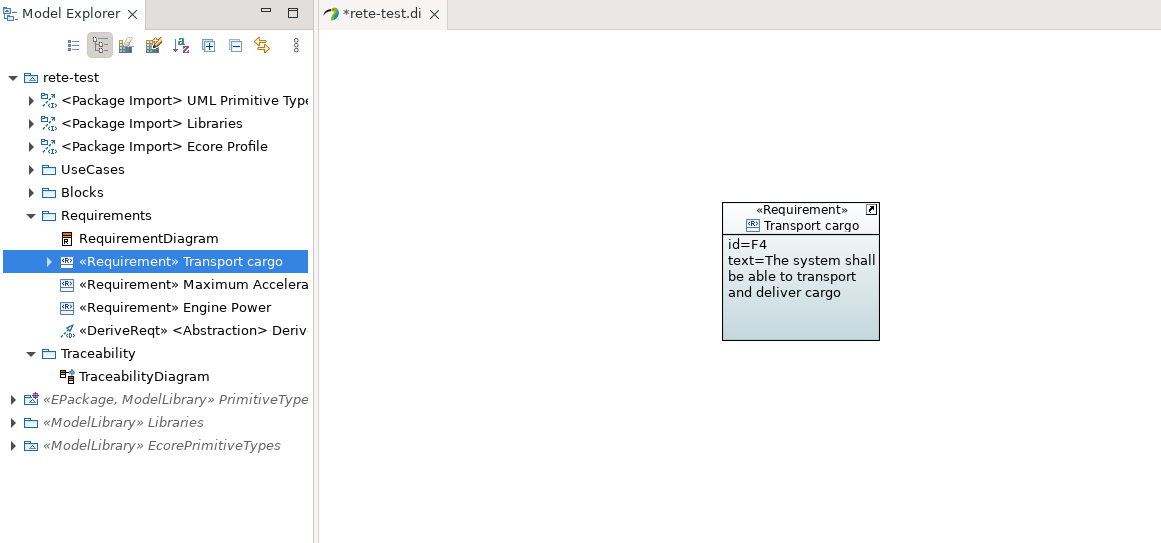 Model Explorer
*rete-test.di
rete-test
<Package Import> UML Primitive Type
<Package Import> Libraries
<Package Import> Ecore Profile
UseCases
Blocks
Requirements
RequirementDiagram
«Requirement» Transport cargo
«Requirement» Maximum Accelera
«Requirement» Engine Power
«DeriveReqt» <Abstraction> Deriv
Traceability
TraceabilityDiagram
«EPackage, ModelLibrary» PrimitiveType
«ModelLibrary» Libraries
«ModelLibrary» EcorePrimitiveTypes
«Requirement»
Transport cargo
id=F4
text=The system shall
be able to transport
and deliver cargo